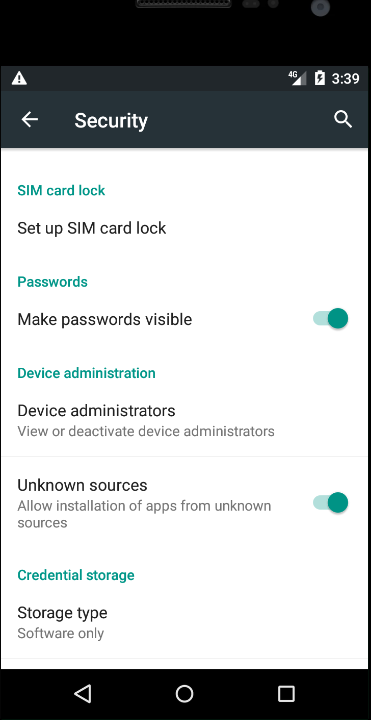 4G 3:39
Security
SIM card lock
Set up SIM card lock
Passwords
Make passwords visible
Device administration
Device administrators
View or deactivate device administrators
Unknown sources
Allow installation of apps from unknown
sources
Credential storage
Storage type
Software only